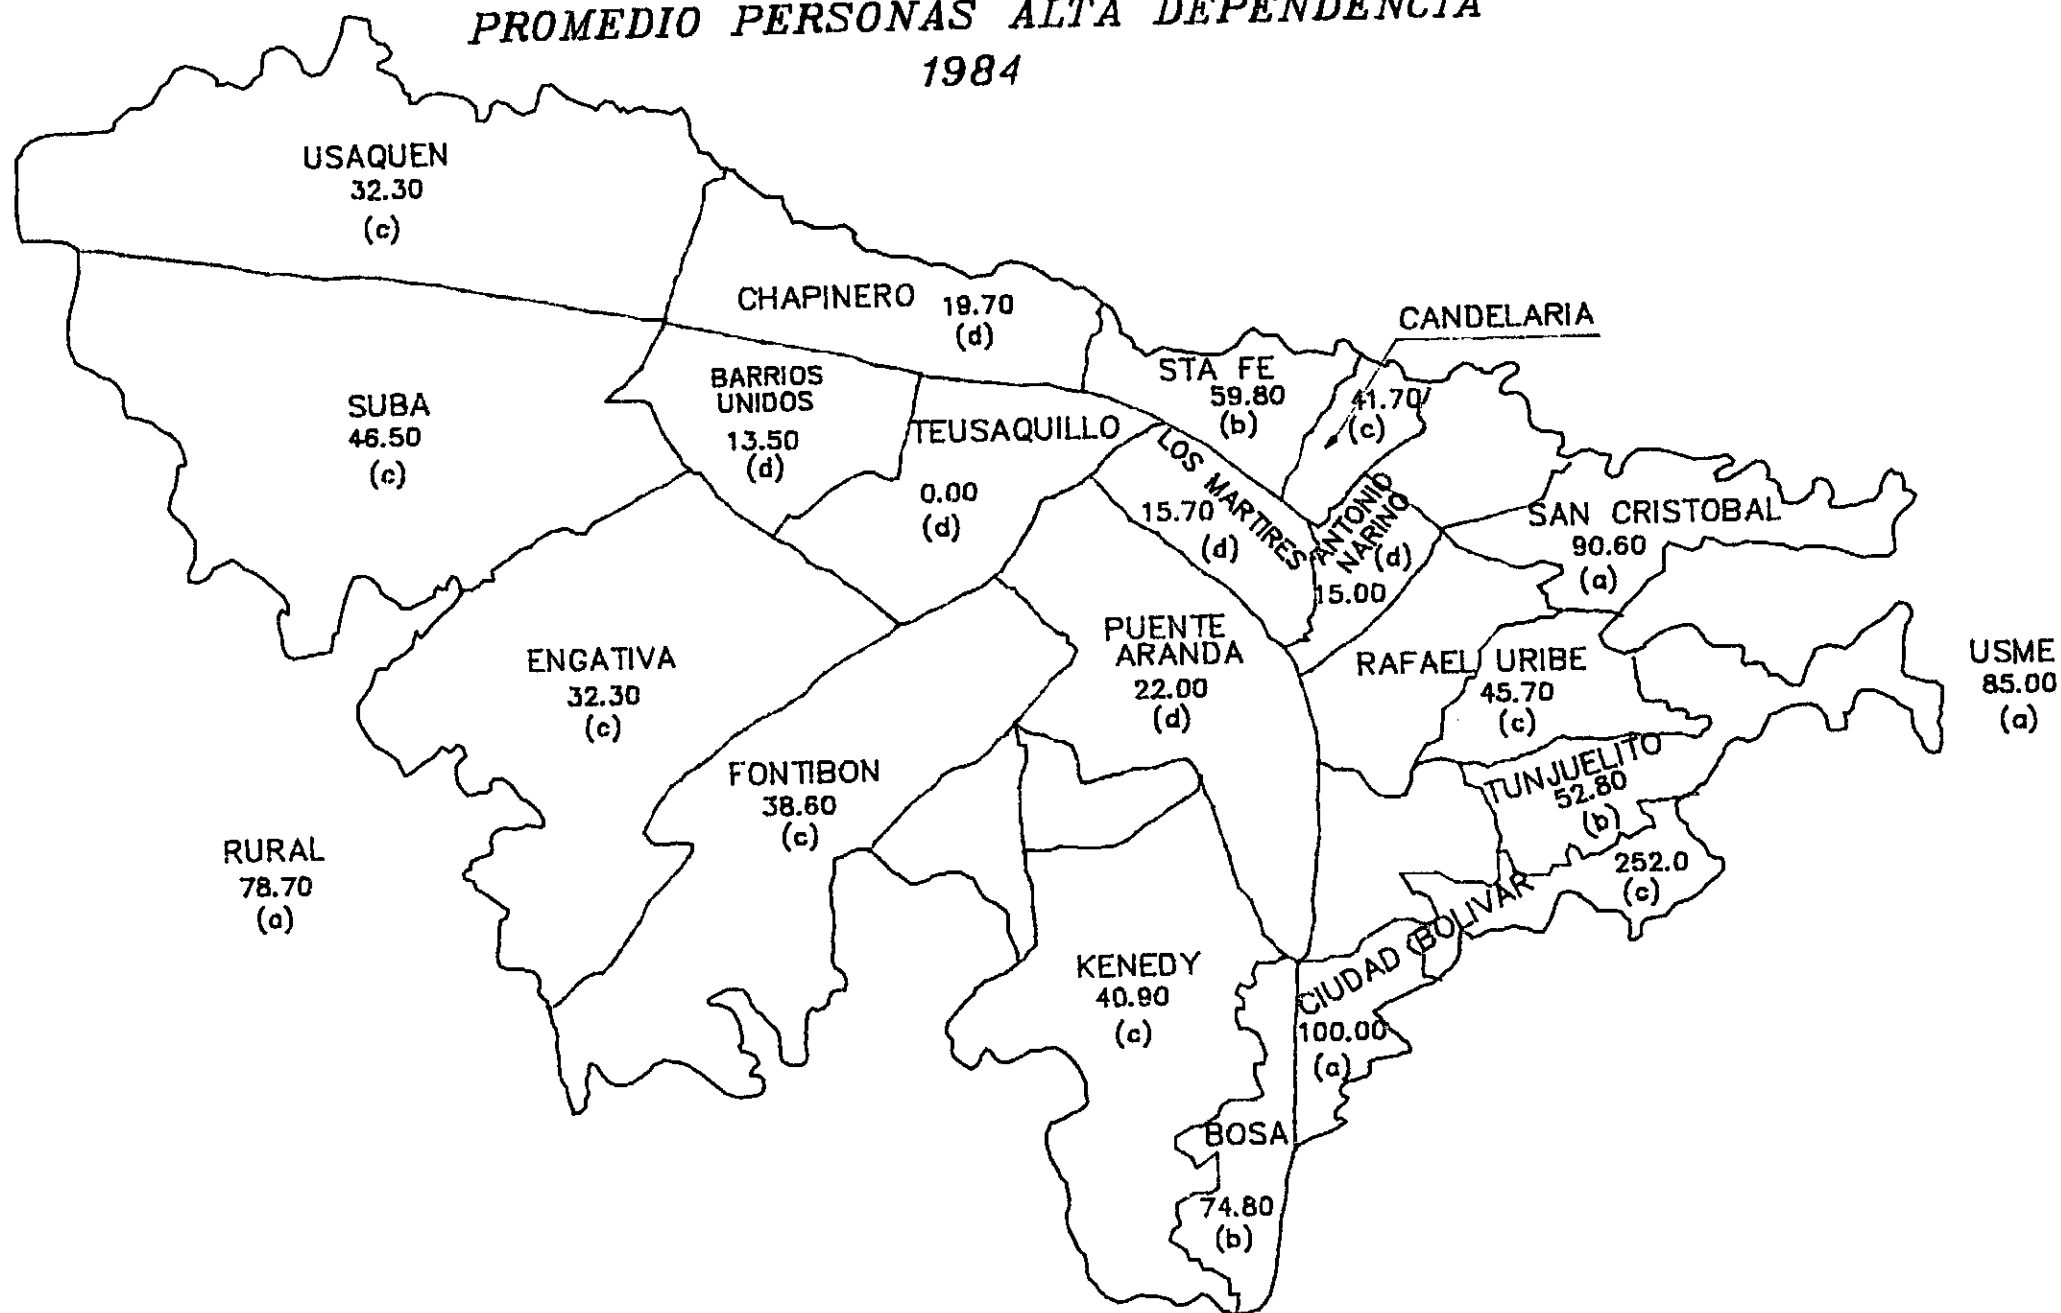 PROMEDIO PERSONAS ALTA DEPENDENCIA
1984
USAQUEN
32.30
(c)
CHAPINERO
19.70
(d)
CANDELARIA
41.70
(c)
STA FE
59.80
(b)
SUBA
46.50
(c)
BARRIOS
UNIDOS
13.50
(d)
TEUSAQUILLO
0.00
(d)
LOS MARTIRES
15.70
(d)
ANTONIO
NARINO
(d)
15.00
SAN CRISTOBAL
90.60
(a)
ENGATIVA
32.30
(c)
PUENTE
ARANDA
22.00
(d)
RAFAEL URIBE
45.70
(c)
USME
85.00
(a)
FONTIBON
38.60
(c)
TUNJUELITO
52.80
(b)
RURAL
78.70
(a)
252.0
(c)
KENEDY
40.90
(c)
CIUDAD BOLIVAR
100.00
(a)
BOSA
74.80
(b)